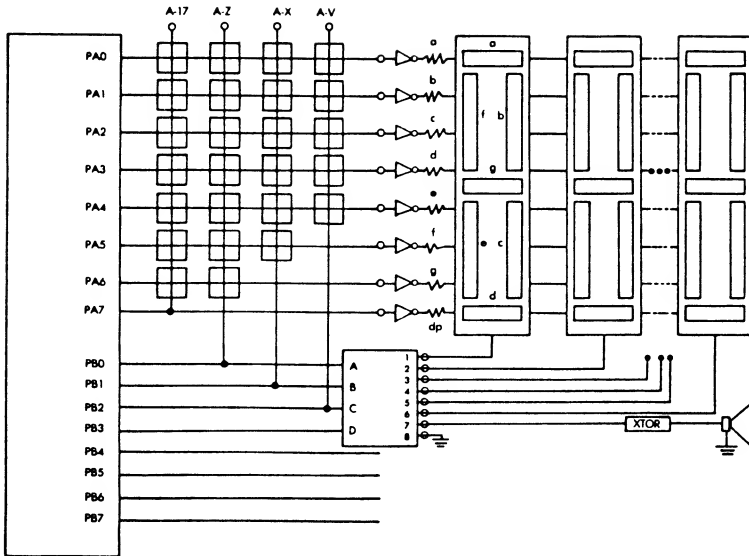 A-17 A-Z A-X A-V
PA0 a a
PA1 b
PA2 c f b
PA3 d g
PA4 e
PA5 f c
PA6 g d
PA7 dp
PB0 A 1
2
PB1 B 3
4
PB2 C 5
6
PB3 D 7 XTOR
8
PB4
PB5
PB6
PB7